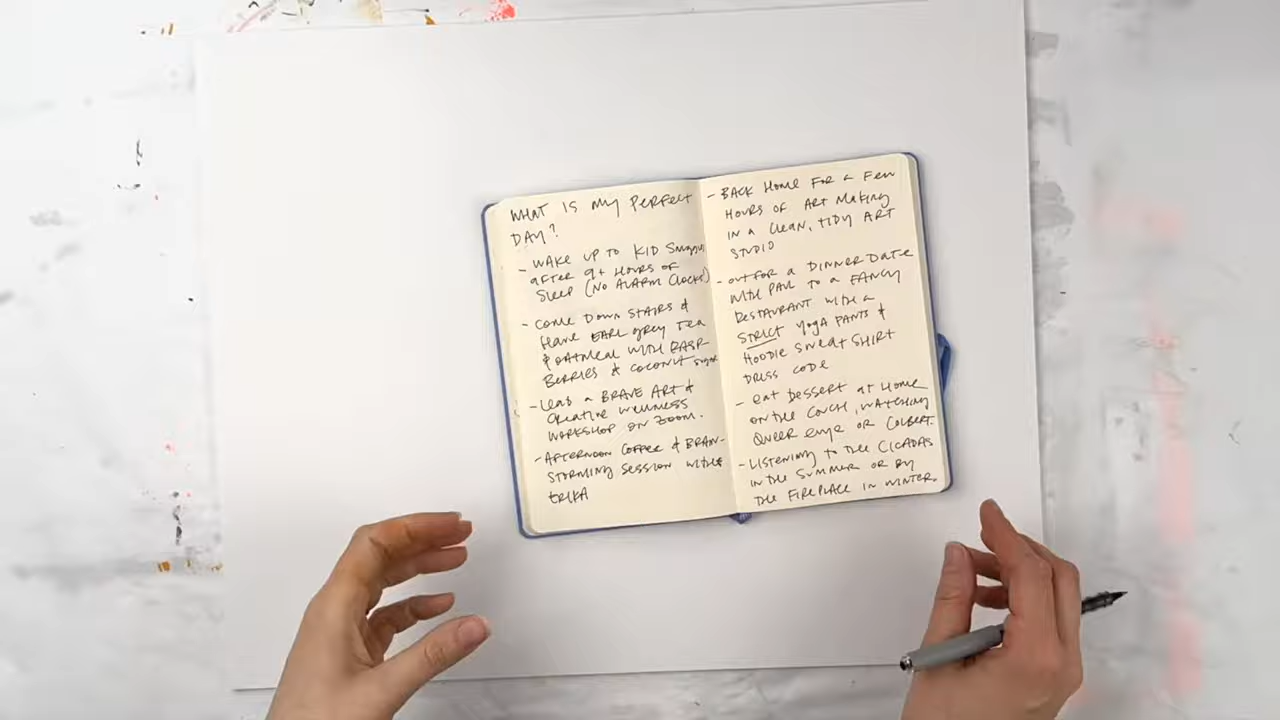 WHAT IS MY PERFECT
DAY?
- WAKE UP TO KID
AFTER 9+ HOURS OF
SLEEP (NO ALARM CLOCKS)
- COME DOWN STAIRS &
HAVE EARL GREY TEA
& OATMEAL WITH RASP
BERRIES & COCONUT SUGAR
- LEAD A BRAVE ART &
CREATIVE WELLNESS
WORKSHOP ON ZOOM.
- AFTERNOON COFFEE & BRAIN-
STORMING SESSION WITH
ERIKA
- BACK HOME FOR A FEW
HOURS OF ART MAKING
IN A CLEAN, TIDY ART
STUDIO
- OUT FOR A DINNER DATE
WITH PAUL TO A FANCY
RESTAURANT WITH A
STRICT YOGA PANTS &
HOODIE SWEATSHIRT
DRESS CODE
- EAT DESSERT AT HOME
ON THE COUCH, WATCHING
QUEER EYE OR COLBERT.
- LISTENING TO THE CICADAS
IN THE SUMMER OR BY
THE FIREPLACE IN WINTER.